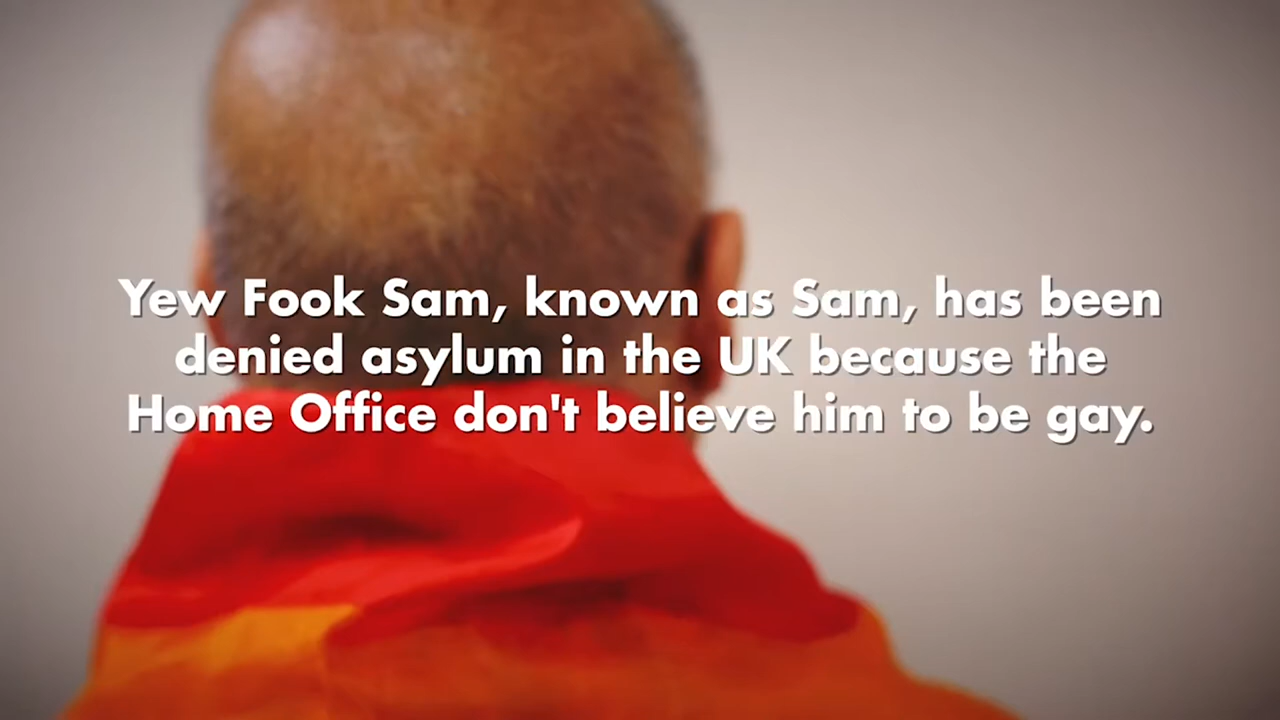 Yew Fook Sam, known as Sam, has been
denied asylum in the UK because the
Home Office don't believe him to be gay.